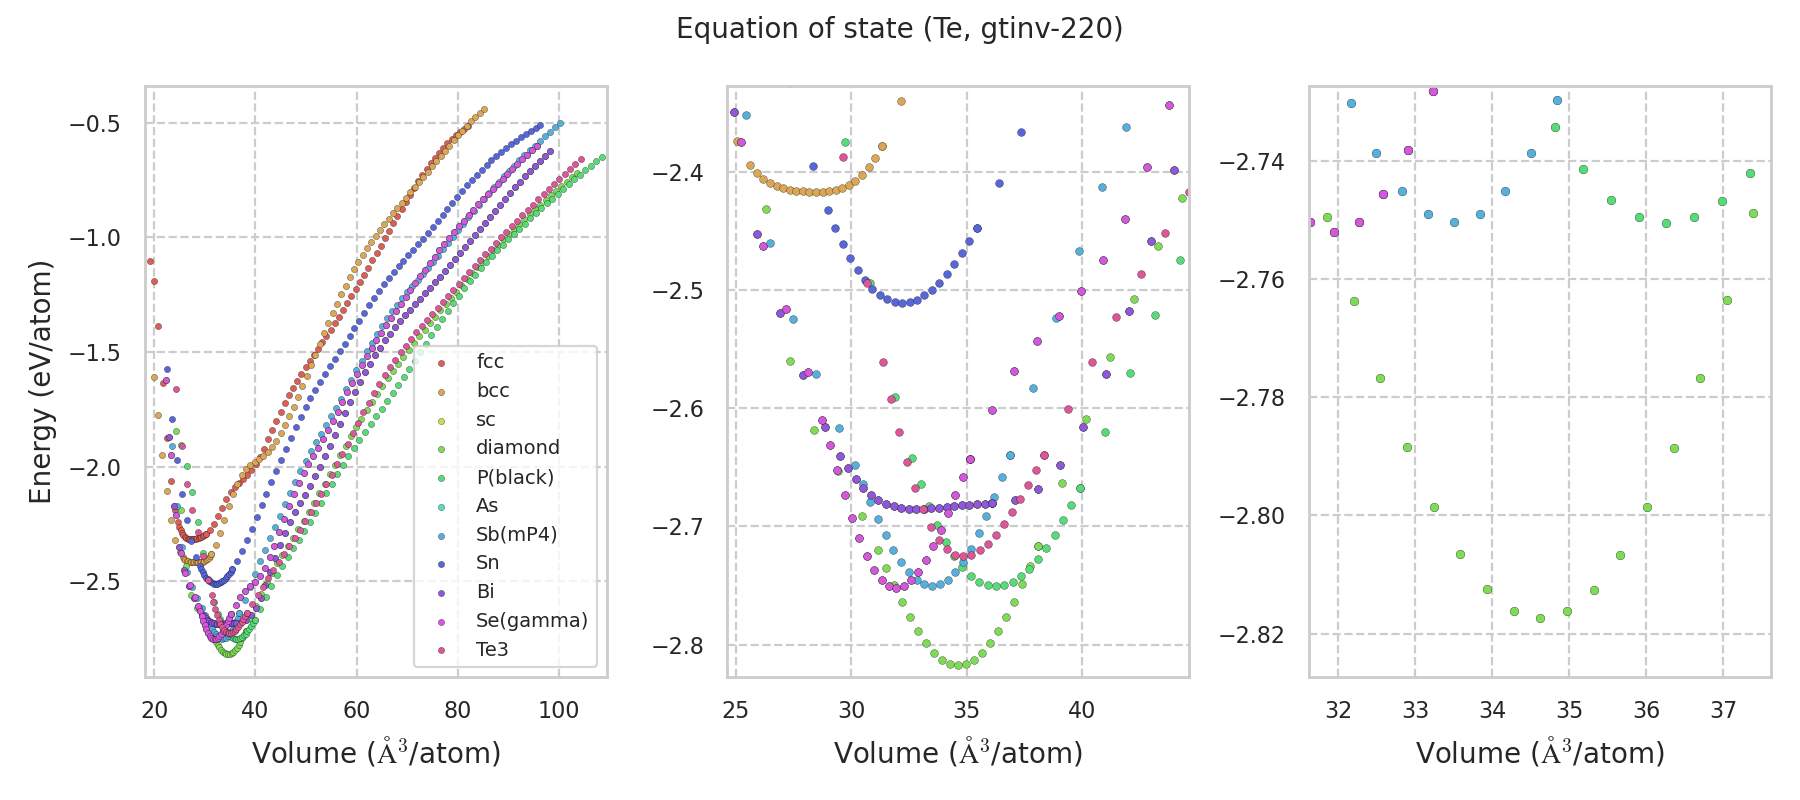 Equation of state (Te, gtinv-220)
Energy (eV/atom)
−0.5
−1.0
−1.5
−2.0
−2.5
20 40 60 80 100
Volume (Å³/atom)
fcc
bcc
sc
diamond
P(black)
As
Sb(mP4)
Sn
Bi
Se(gamma)
Te3
−2.4
−2.5
−2.6
−2.7
−2.8
25 30 35 40
Volume (Å³/atom)
−2.74
−2.76
−2.78
−2.80
−2.82
32 33 34 35 36 37
Volume (Å³/atom)